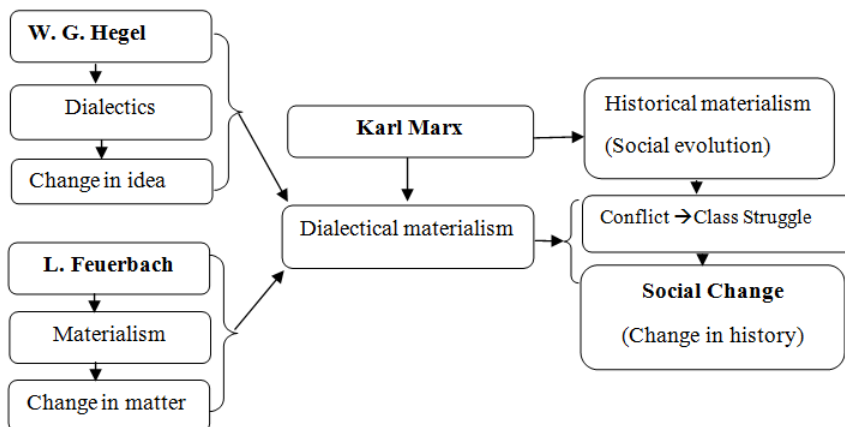 W. G. Hegel
Dialectics
Change in idea
L. Feuerbach
Materialism
Change in matter
Karl Marx
Dialectical materialism
Historical materialism
(Social evolution)
Conflict →Class Struggle
Social Change
(Change in history)